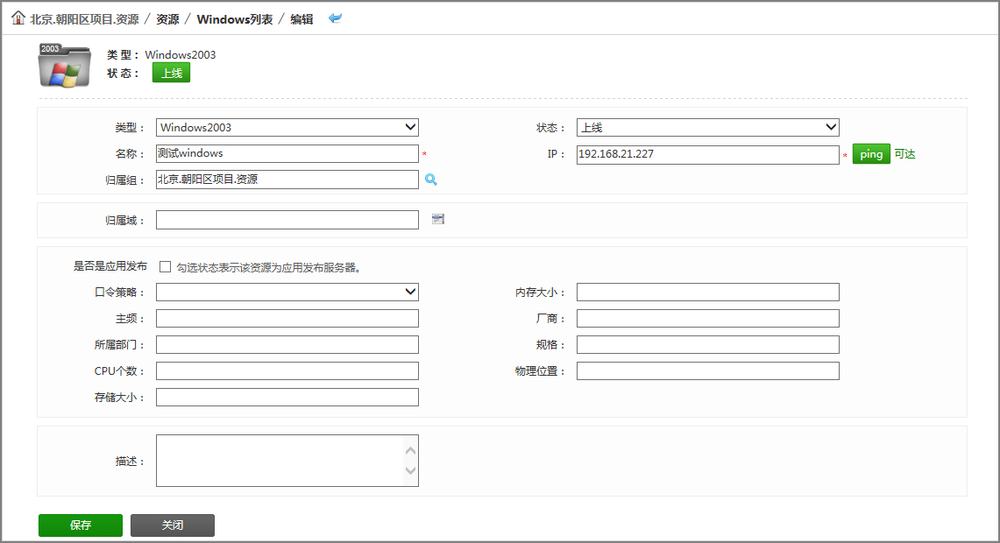 北京.朝阳区项目.资源 / 资源 / Windows列表 / 编辑
2003
类 型： Windows2003
状 态： 上线
类型： Windows2003 状态： 上线
名称： 测试windows * IP： 192.168.21.227 * ping 可达
归属组： 北京.朝阳区项目.资源
归属域：
是否是应用发布 勾选状态表示该资源为应用发布服务器。
口令策略： 内存大小：
主频： 厂商：
所属部门： 规格：
CPU个数： 物理位置：
存储大小：
描述：
保存 关闭